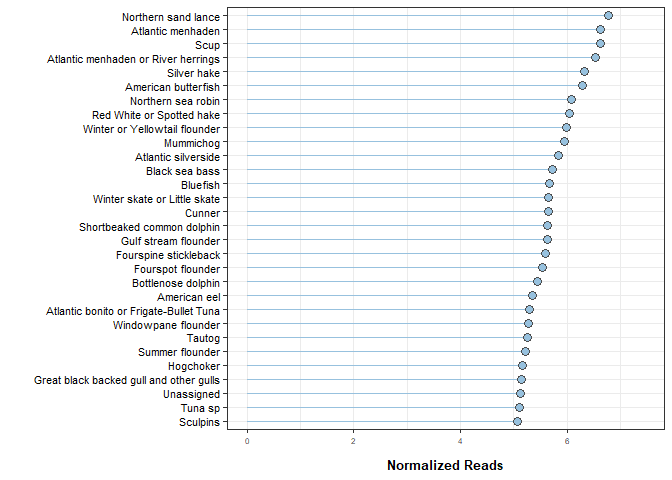 Northern sand lance
Atlantic menhaden
Scup
Atlantic menhaden or River herrings
Silver hake
American butterfish
Northern sea robin
Red White or Spotted hake
Winter or Yellowtail flounder
Mummichog
Atlantic silverside
Black sea bass
Bluefish
Winter skate or Little skate
Cunner
Shortbeaked common dolphin
Gulf stream flounder
Fourspine stickleback
Fourspot flounder
Bottlenose dolphin
American eel
Atlantic bonito or Frigate-Bullet Tuna
Windowpane flounder
Tautog
Summer flounder
Hogchoker
Great black backed gull and other gulls
Unassigned
Tuna sp
Sculpins
0 2 4 6
Normalized Reads